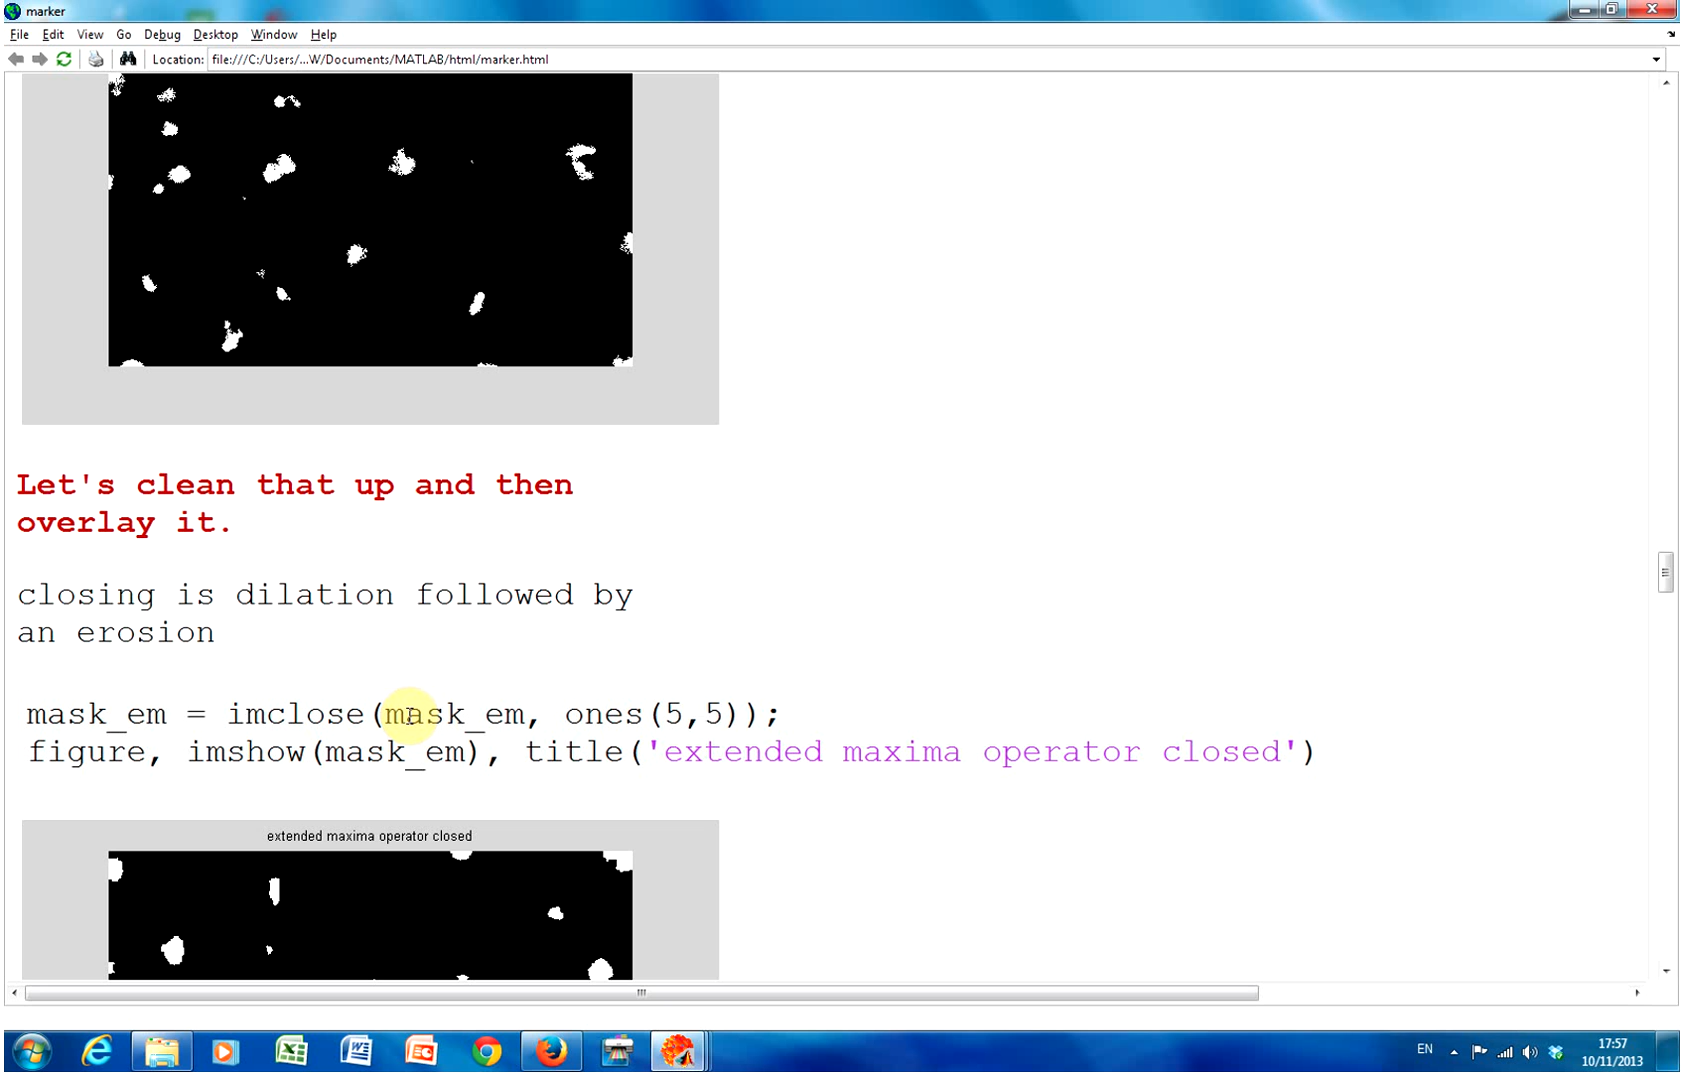 marker
File Edit View Go Debug Desktop Window Help
Location: file:///C:/Users/...W/Documents/MATLAB/html/marker.html
Let's clean that up and then
overlay it.
closing is dilation followed by
an erosion
mask_em = imclose(mask_em, ones(5,5));
figure, imshow(mask_em), title('extended maxima operator closed')
extended maxima operator closed
EN
17:57
10/11/2013